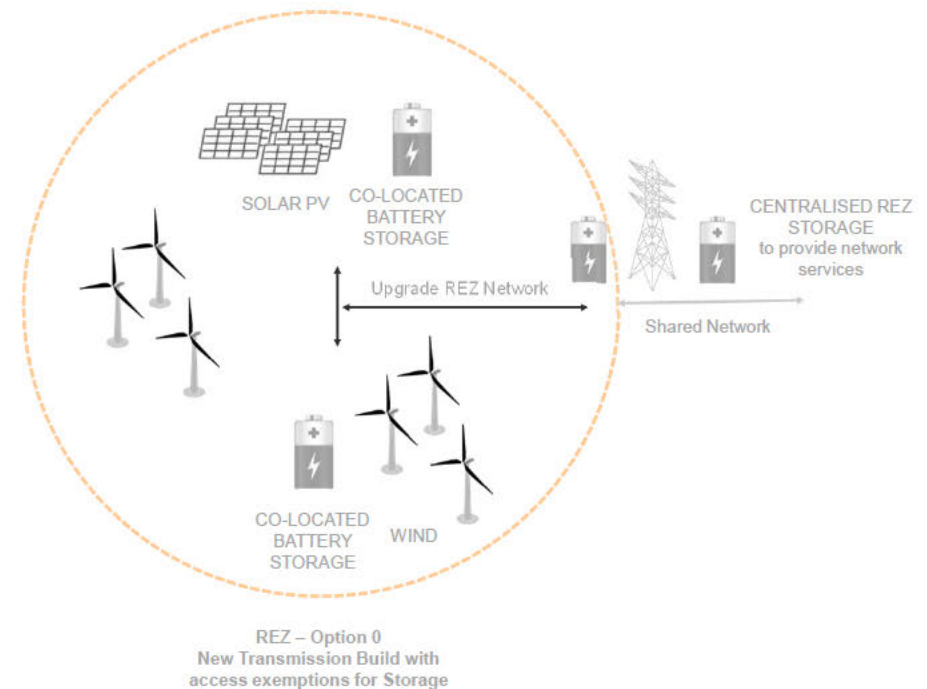 SOLAR PV
CO-LOCATED
BATTERY
STORAGE
CENTRALISED REZ
STORAGE
to provide network
services
Upgrade REZ Network
Shared Network
CO-LOCATED
BATTERY
STORAGE
WIND
REZ – Option 0
New Transmission Build with
access exemptions for Storage